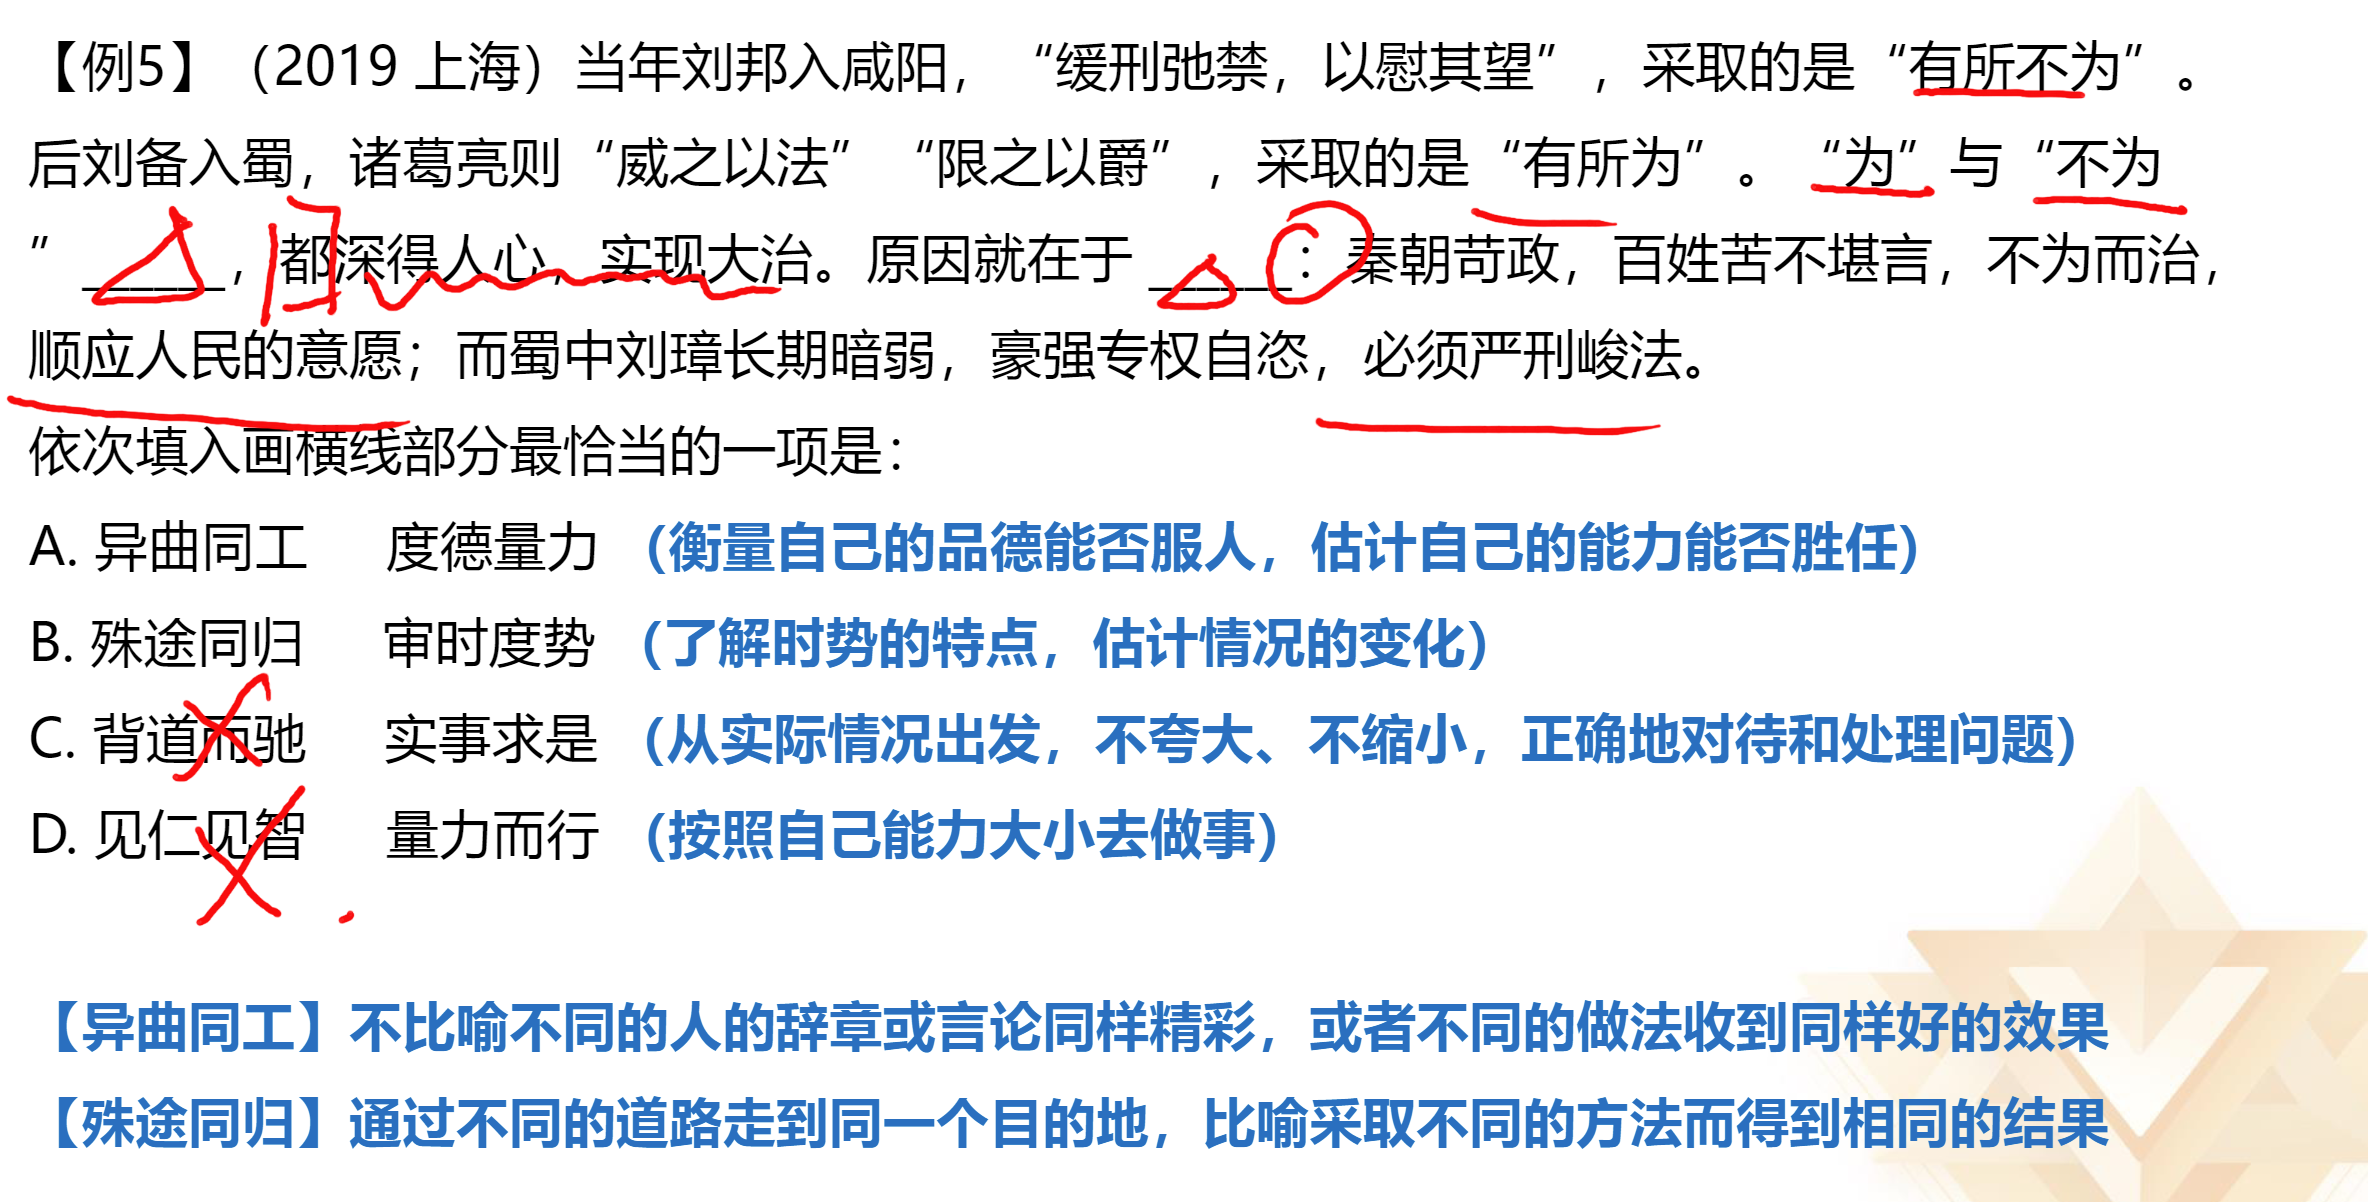 【例5】（2019 上海）当年刘邦入咸阳，“缓刑弛禁，以慰其望”，采取的是“有所不为”。
后刘备入蜀，诸葛亮则“威之以法”“限之以爵”，采取的是“有所为”。“为”与“不为
”______，都深得人心，实现大治。原因就在于______：秦朝苛政，百姓苦不堪言，不为而治，
顺应人民的意愿；而蜀中刘璋长期暗弱，豪强专权自恣，必须严刑峻法。
依次填入画横线部分最恰当的一项是：
A. 异曲同工 度德量力 （衡量自己的品德能否服人，估计自己的能力能否胜任）
B. 殊途同归 审时度势 （了解时势的特点，估计情况的变化）
C. 背道而驰 实事求是 （从实际情况出发，不夸大、不缩小，正确地对待和处理问题）
D. 见仁见智 量力而行 （按照自己能力大小去做事）
【异曲同工】不比喻不同的人的辞章或言论同样精彩，或者不同的做法收到同样好的效果
【殊途同归】通过不同的道路走到同一个目的地，比喻采取不同的方法而得到相同的结果